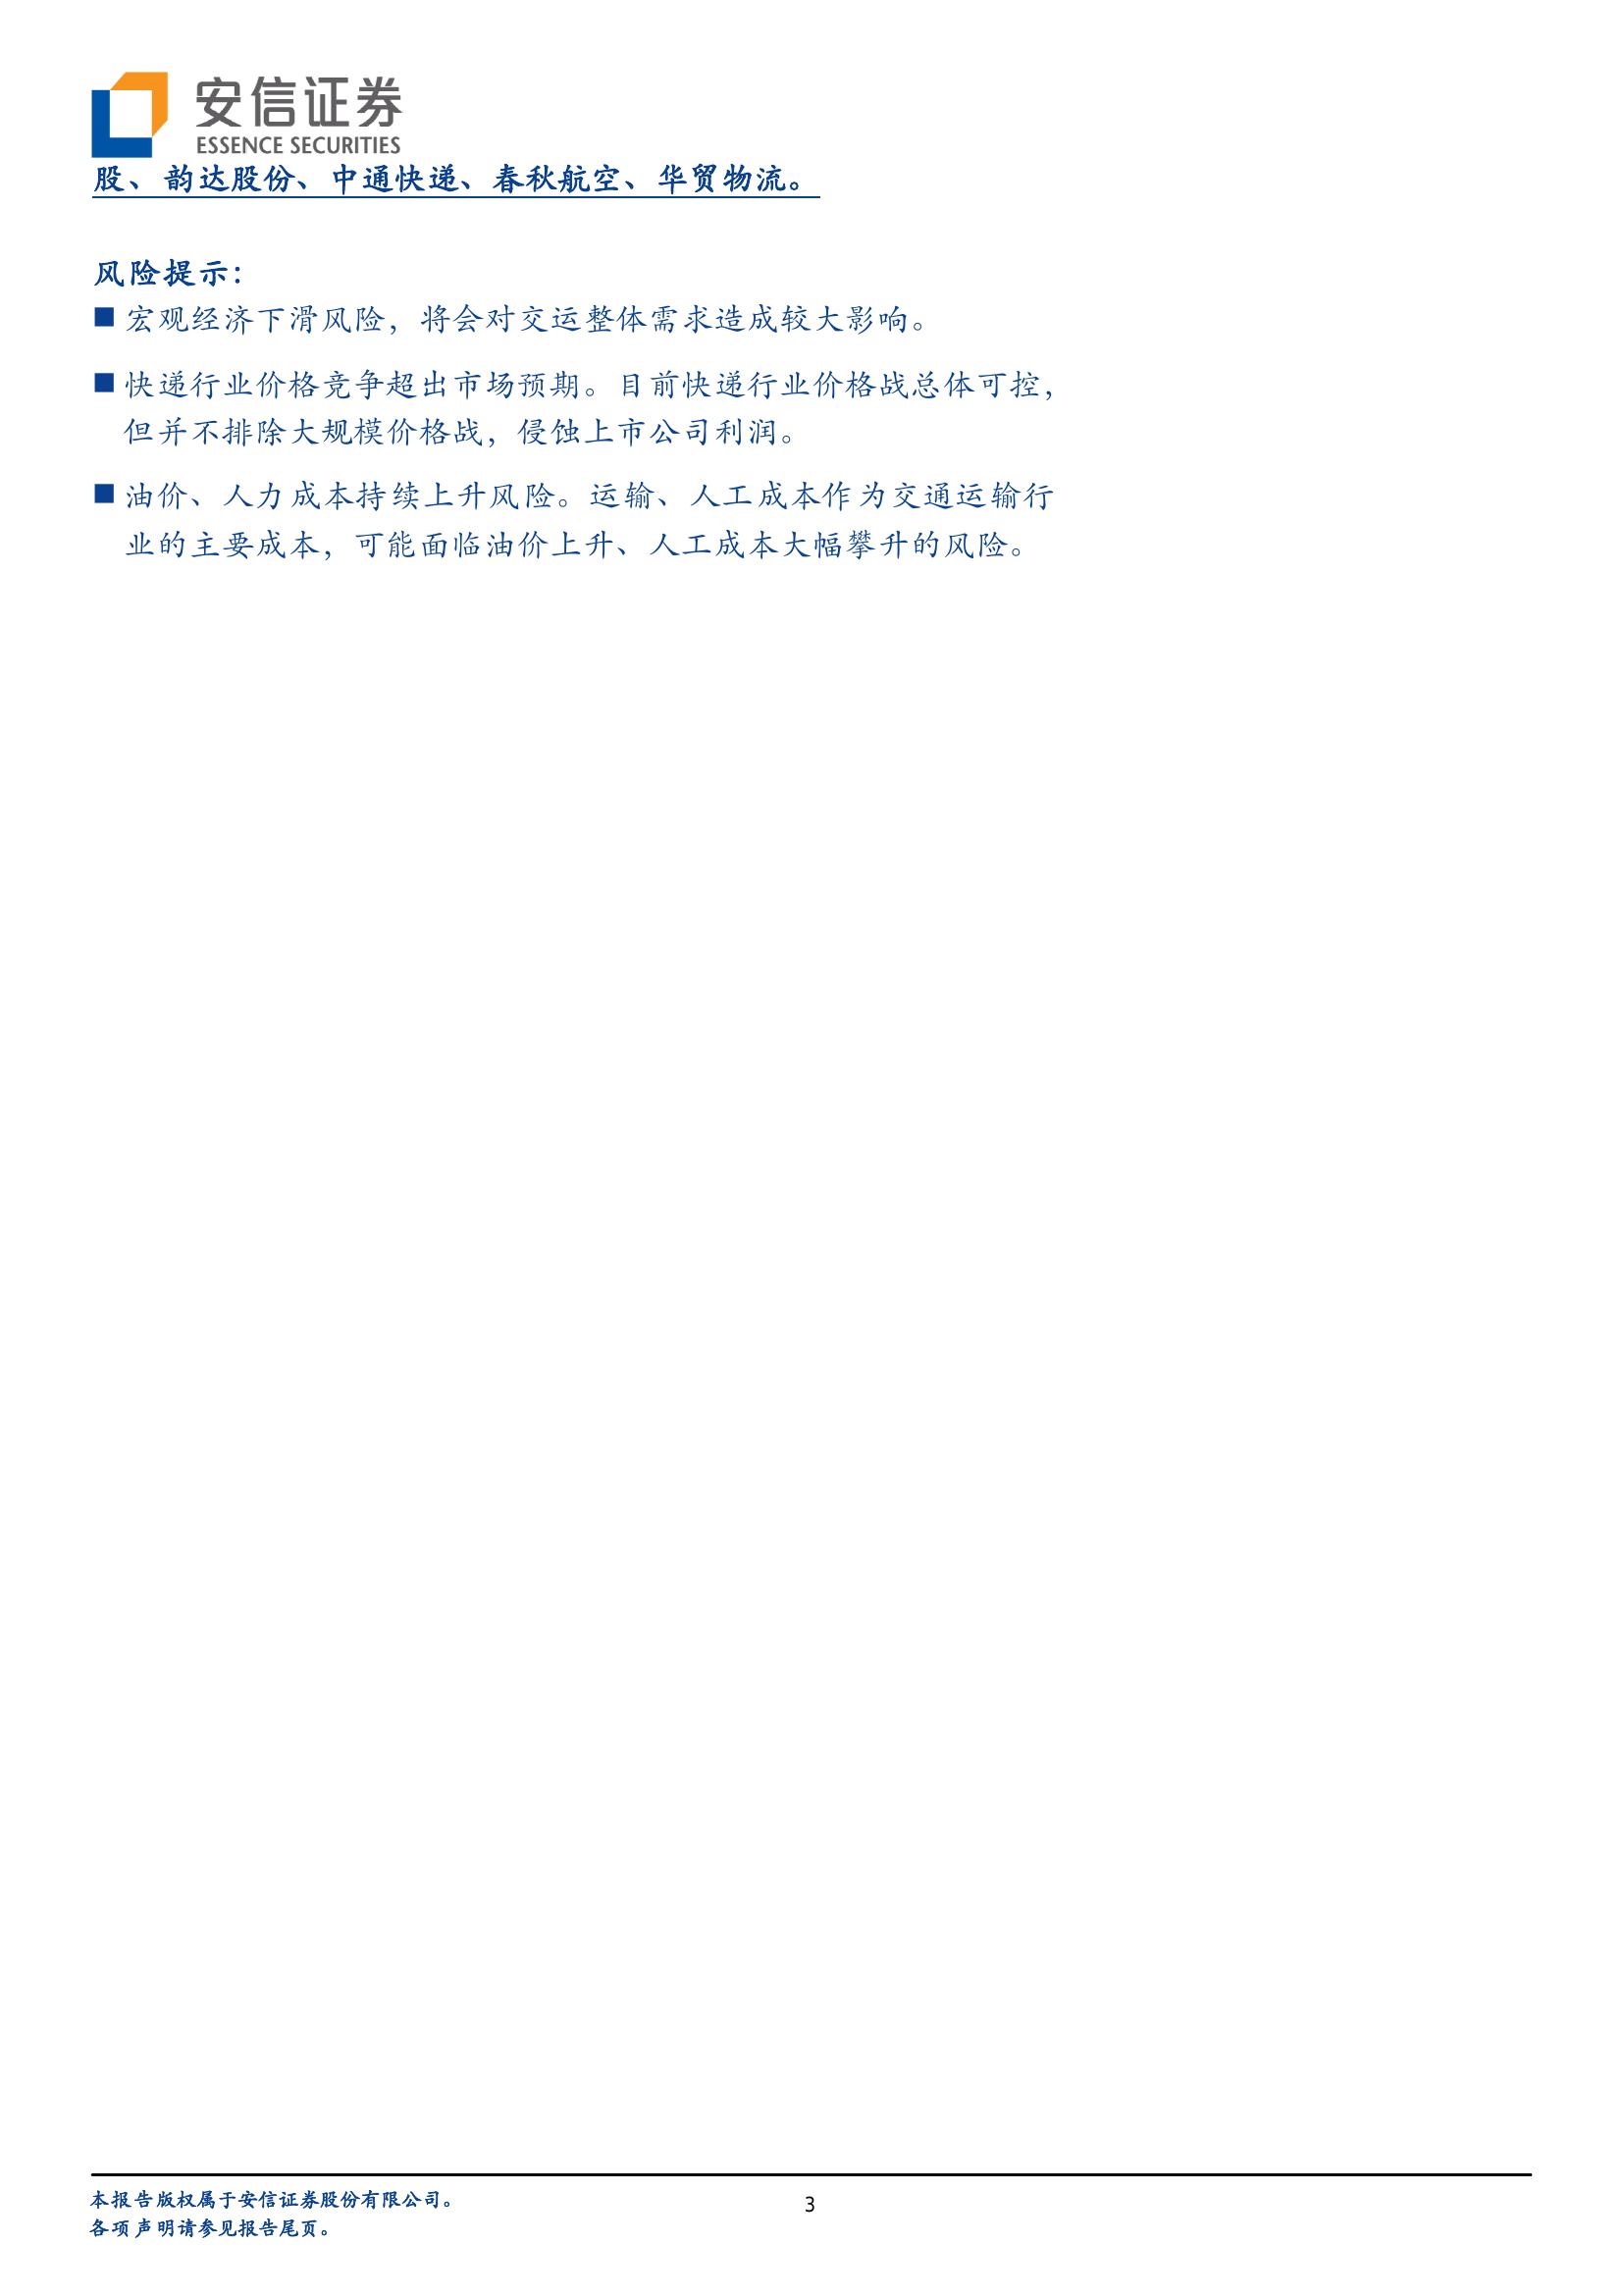 安信证券
ESSENCE SECURITIES
股、韵达股份、中通快递、春秋航空、华贸物流。
风险提示：
■ 宏观经济下滑风险，将会对交运整体需求造成较大影响。
■ 快递行业价格竞争超出市场预期。目前快递行业价格战总体可控，
但并不排除大规模价格战，侵蚀上市公司利润。
■ 油价、人力成本持续上升风险。运输、人工成本作为交通运输行
业的主要成本，可能面临油价上升、人工成本大幅攀升的风险。
本报告版权属于安信证券股份有限公司。
各项声明请参见报告尾页。
3